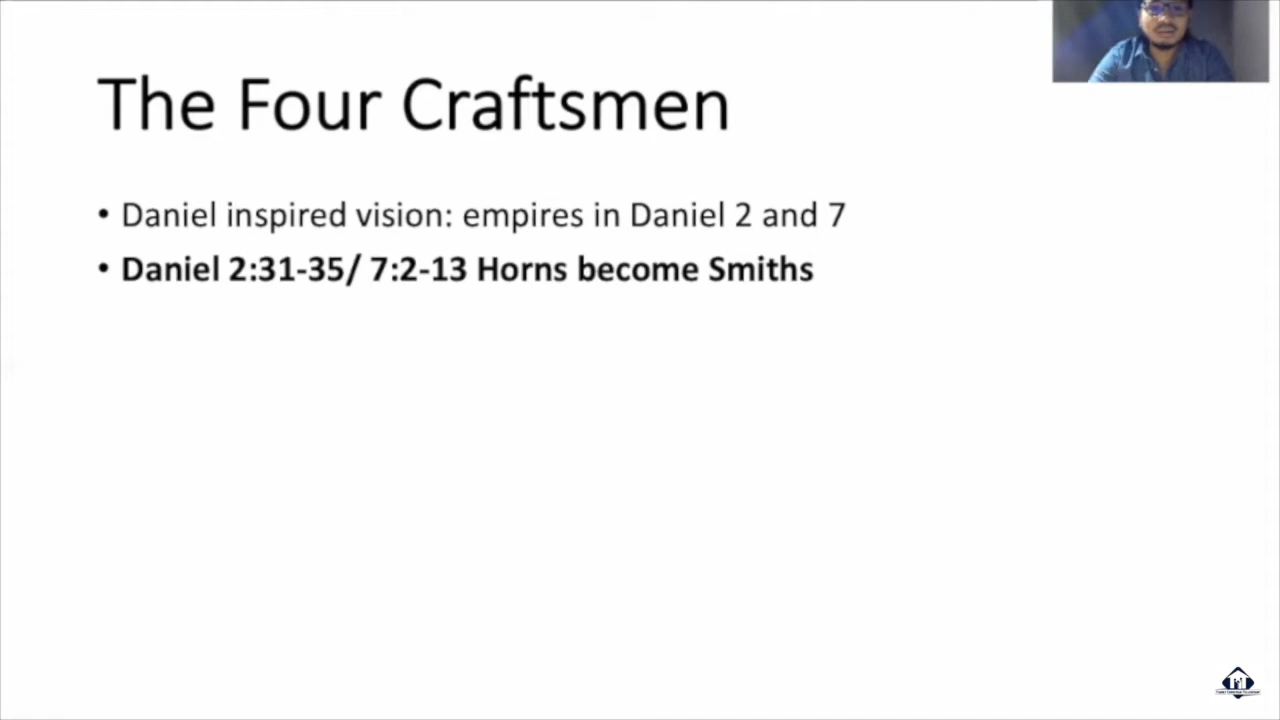 The Four Craftsmen
• Daniel inspired vision: empires in Daniel 2 and 7
• Daniel 2:31-35/ 7:2-13 Horns become Smiths